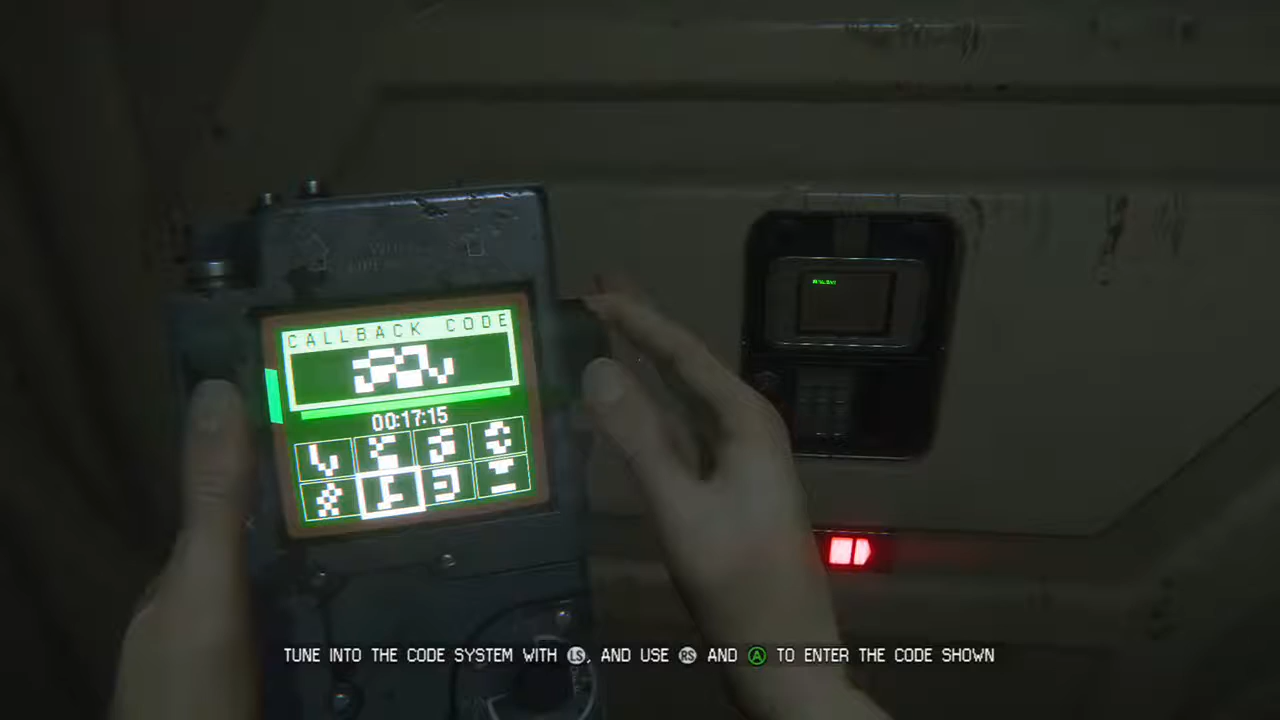 CALLBACK CODE
00:17:15
TUNE INTO THE CODE SYSTEM WITH LS, AND USE RS AND A TO ENTER THE CODE SHOWN